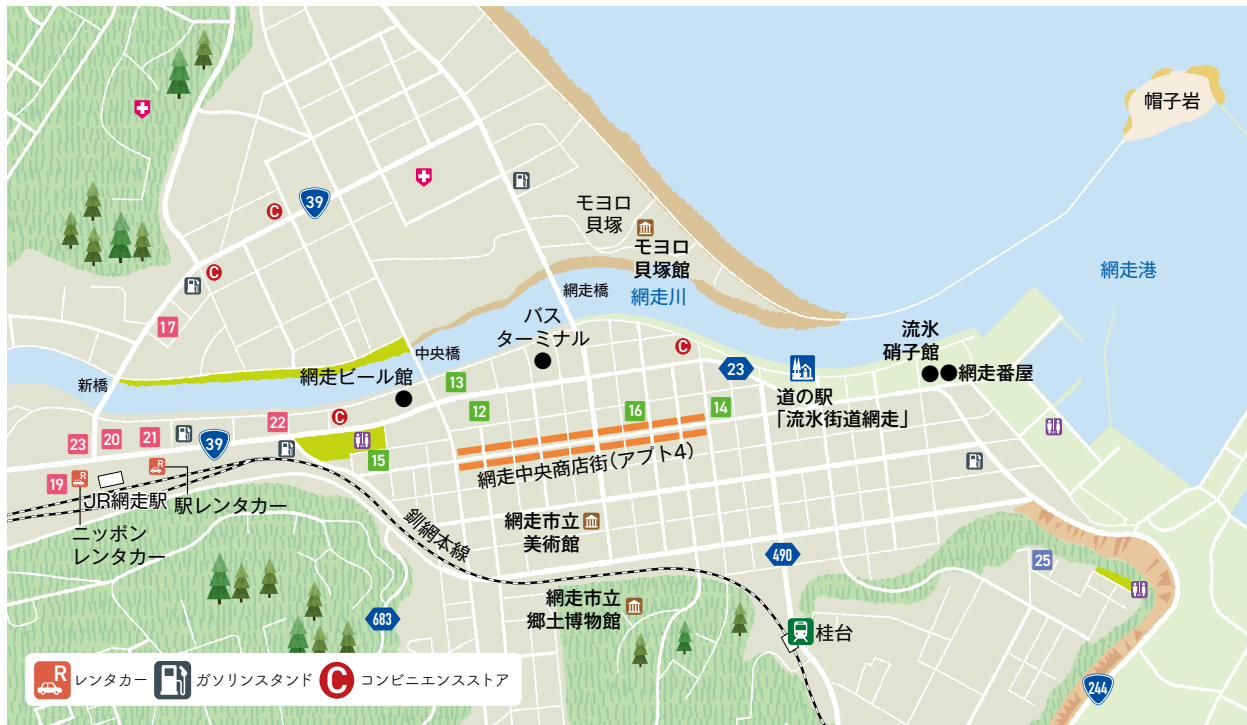 帽子岩
39
C
モヨロ
貝塚
モヨロ
貝塚館
網走港
C
網走橋
網走川
17
バス
ターミナル
流氷
硝子館
中央橋
C
23
網走番屋
新橋
網走ビール館
13
道の駅
「流氷街道網走」
12
16
14
22
C
23
20
21
39
15
網走中央商店街(アプト4)
19
R
R
JR網走駅
駅レンタカー
ニッポン
レンタカー
釧網本線
網走市立
美術館
490
25
網走市立
郷土博物館
683
桂台
R
レンタカー
ガソリンスタンド
C
コンビニエンスストア
244